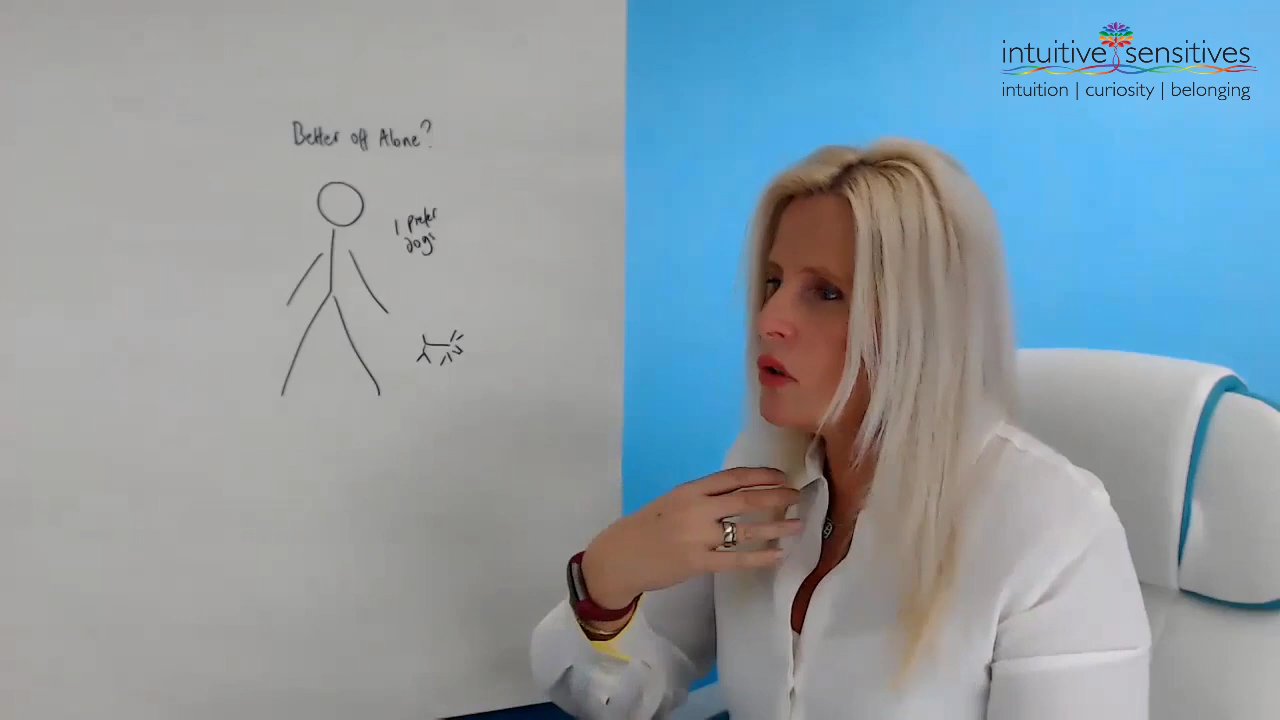 Better off Alone?
I prefer
dogs
intuitive sensitives
intuition | curiosity | belonging